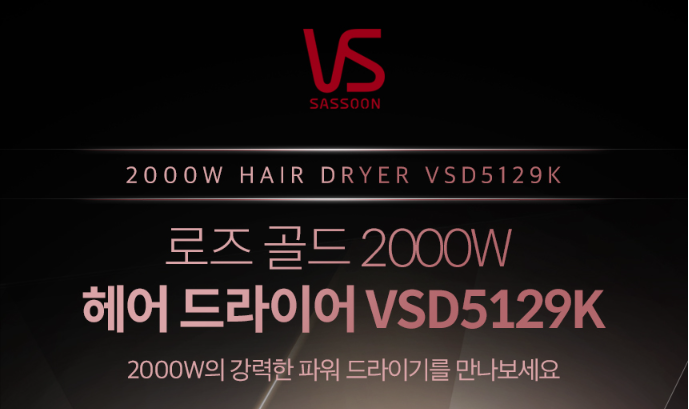 VS
SASSOON
2000W HAIR DRYER VSD5129K
로즈 골드 2000W
헤어 드라이어 VSD5129K
2000W의 강력한 파워 드라이기를 만나보세요